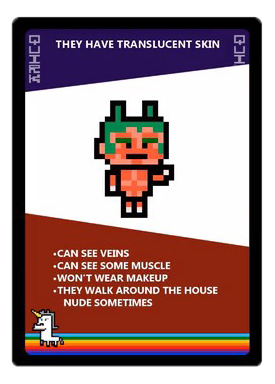 THEY HAVE TRANSLUCENT SKIN
•CAN SEE VEINS
•CAN SEE SOME MUSCLE
•WON'T WEAR MAKEUP
•THEY WALK AROUND THE HOUSE
NUDE SOMETIMES